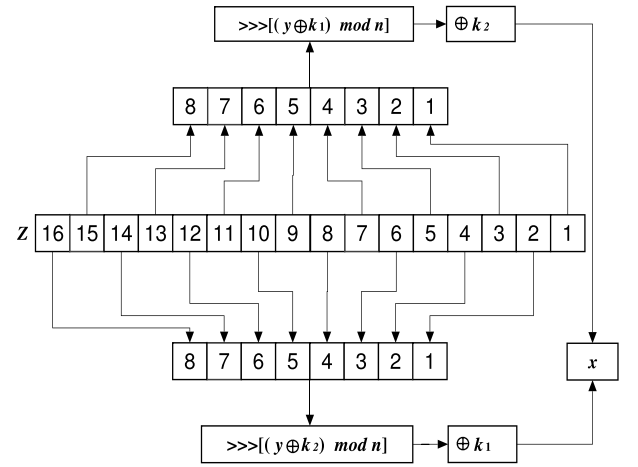 >>>[( y ⊕ k₁ ) mod n] ⊕ k₂
8 7 6 5 4 3 2 1
Z 16 15 14 13 12 11 10 9 8 7 6 5 4 3 2 1
8 7 6 5 4 3 2 1 x
>>>[( y ⊕ k₂ ) mod n] ⊕ k₁